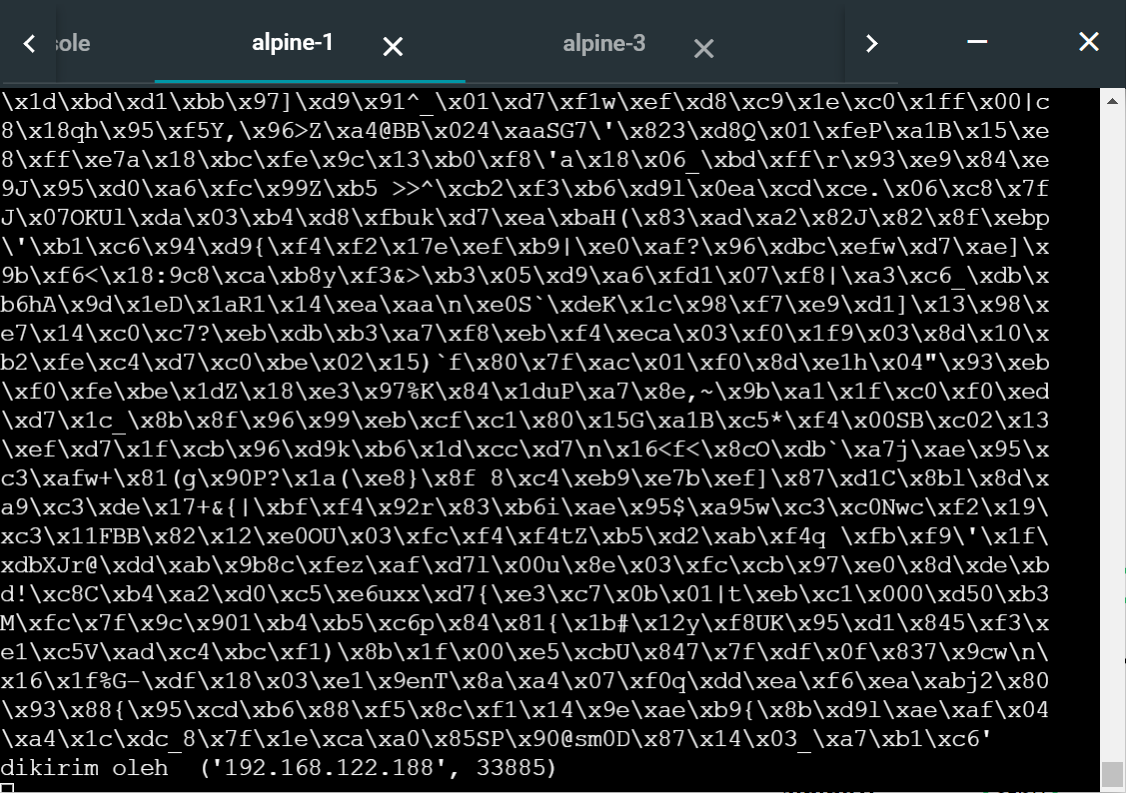 sole
alpine-1
alpine-3
\x1d\xbd\xd1\xbb\x97]\xd9\x91^_\x01\xd7\xf1w\xef\xd8\xc9\x1e\xc0\x1ff\x00|c
8\x18qh\x95\xf5Y,\x96>Z\xa4@BB\x024\xaaSG7\'\x823\xd8Q\x01\xfeP\xa1B\x15\xe
8\xff\xe7a\x18\xbc\xfe\x9c\x13\xb0\xf8\'a\x18\x06_\xbd\xff\r\x93\xe9\x84\xe
9J\x95\xd0\xa6\xfc\x99Z\xb5 >>^\xcb2\xf3\xb6\xd9l\x0ea\xcd\xce.\x06\xc8\x7f
J\x07OKUl\xda\x03\xb4\xd8\xfbuk\xd7\xea\xbaH(\x83\xad\xa2\x82J\x82\x8f\xebp
\'\xb1\xc6\x94\xd9{\xf4\xf2\x17e\xef\xb9|\xe0\xaf?\x96\xdbc\xefw\xd7\xae]\x
9b\xf6<\x18:9c8\xca\xb8y\xf3&>\xb3\x05\xd9\xa6\xfd1\x07\xf8|\xa3\xc6_\xdb\x
b6hA\x9d\x1eD\x1aR1\x14\xea\xaa\n\xe0S`\xdeK\x1c\x98\xf7\xe9\xd1]\x13\x98\x
e7\x14\xc0\xc7?\xeb\xdb\xb3\xa7\xf8\xeb\xf4\xeca\x03\xf0\x1f9\x03\x8d\x10\x
b2\xfe\xc4\xd7\xc0\xbe\x02\x15)`f\x80\x7f\xac\x01\xf0\x8d\xe1h\x04"\x93\xeb
\xf0\xfe\xbe\x1dZ\x18\xe3\x97%K\x84\x1duP\xa7\x8e,~\x9b\xa1\x1f\xc0\xf0\xed
\xd7\x1c_\x8b\x8f\x96\x99\xeb\xcf\xc1\x80\x15G\xa1B\xc5*\xf4\x00SB\xc02\x13
\xef\xd7\x1f\xcb\x96\xd9k\xb6\x1d\xcc\xd7\n\x16<f<\x8cO\xdb`\xa7j\xae\x95\x
c3\xafw+\x81(g\x90P?\x1a(\xe8}\x8f 8\xc4\xeb9\xe7b\xef]\x87\xd1C\x8bl\x8d\x
a9\xc3\xde\x17+&{|\xbf\xf4\x92r\x83\xb6i\xae\x95$\xa95w\xc3\xc0Nwc\xf2\x19\
xc3\x11FBB\x82\x12\xe0OU\x03\xfc\xf4\xf4tZ\xb5\xd2\xab\xf4q \xfb\xf9\'\x1f\
xdbXJr@\xdd\xab\x9b8c\xfez\xaf\xd7l\x00u\x8e\x03\xfc\xcb\x97\xe0\x8d\xde\xb
d!\xc8C\xb4\xa2\xd0\xc5\xe6uxx\xd7{\xe3\xc7\x0b\x01|t\xeb\xc1\x000\xd50\xb3
M\xfc\x7f\x9c\x901\xb4\xb5\xc6p\x84\x81{\x1b#\x12y\xf8UK\x95\xd1\x845\xf3\x
e1\xc5V\xad\xc4\xbc\xf1)\x8b\x1f\x00\xe5\xcbU\x847\x7f\xdf\x0f\x837\x9cw\n\
x16\x1f%G-\xdf\x18\x03\xe1\x9enT\x8a\xa4\x07\xf0q\xdd\xea\xf6\xea\xabj2\x80
\x93\x88{\x95\xcd\xb6\x88\xf5\x8c\xf1\x14\x9e\xae\xb9{\x8b\xd9l\xae\xaf\x04
\xa4\x1c\xdc_8\x7f\x1e\xca\xa0\x85SP\x90@sm0D\x87\x14\x03_\xa7\xb1\xc6'
dikirim oleh  ('192.168.122.188', 33885)